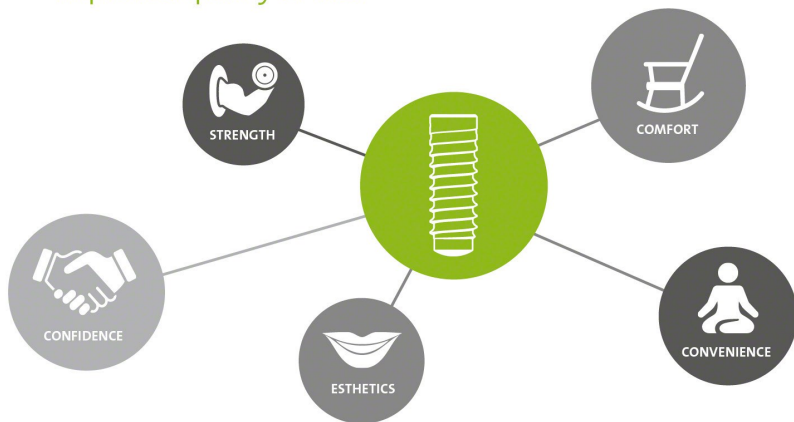 STRENGTH
COMFORT
CONFIDENCE
ESTHETICS
CONVENIENCE